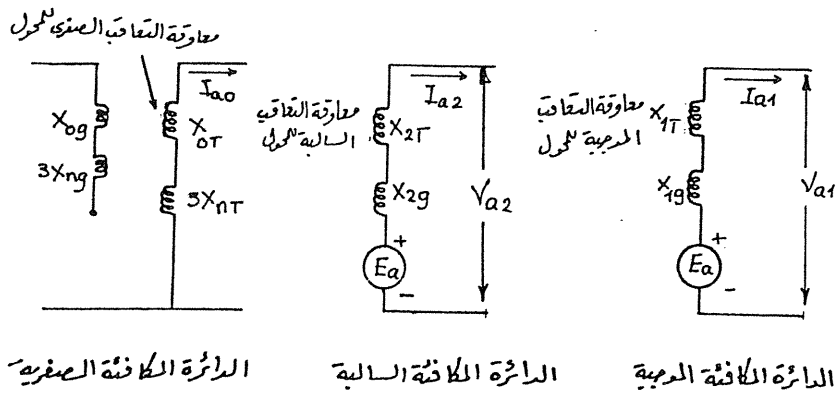 معاوقة التعاقب الصفرى للمحول
Ia0
X0g
X0T
3Xng
3XnT
الدائرة المكافئة الصفرية
معاوقة التعاقب
السالبة للمحول
Ia2
X2T
X2g
Ea
+
-
Va2
الدائرة المكافئة السالبة
معاوقة التعاقب
الموجبة للمحول
Ia1
X1T
X1g
Ea
+
-
Va1
الدائرة المكافئة الموجبة